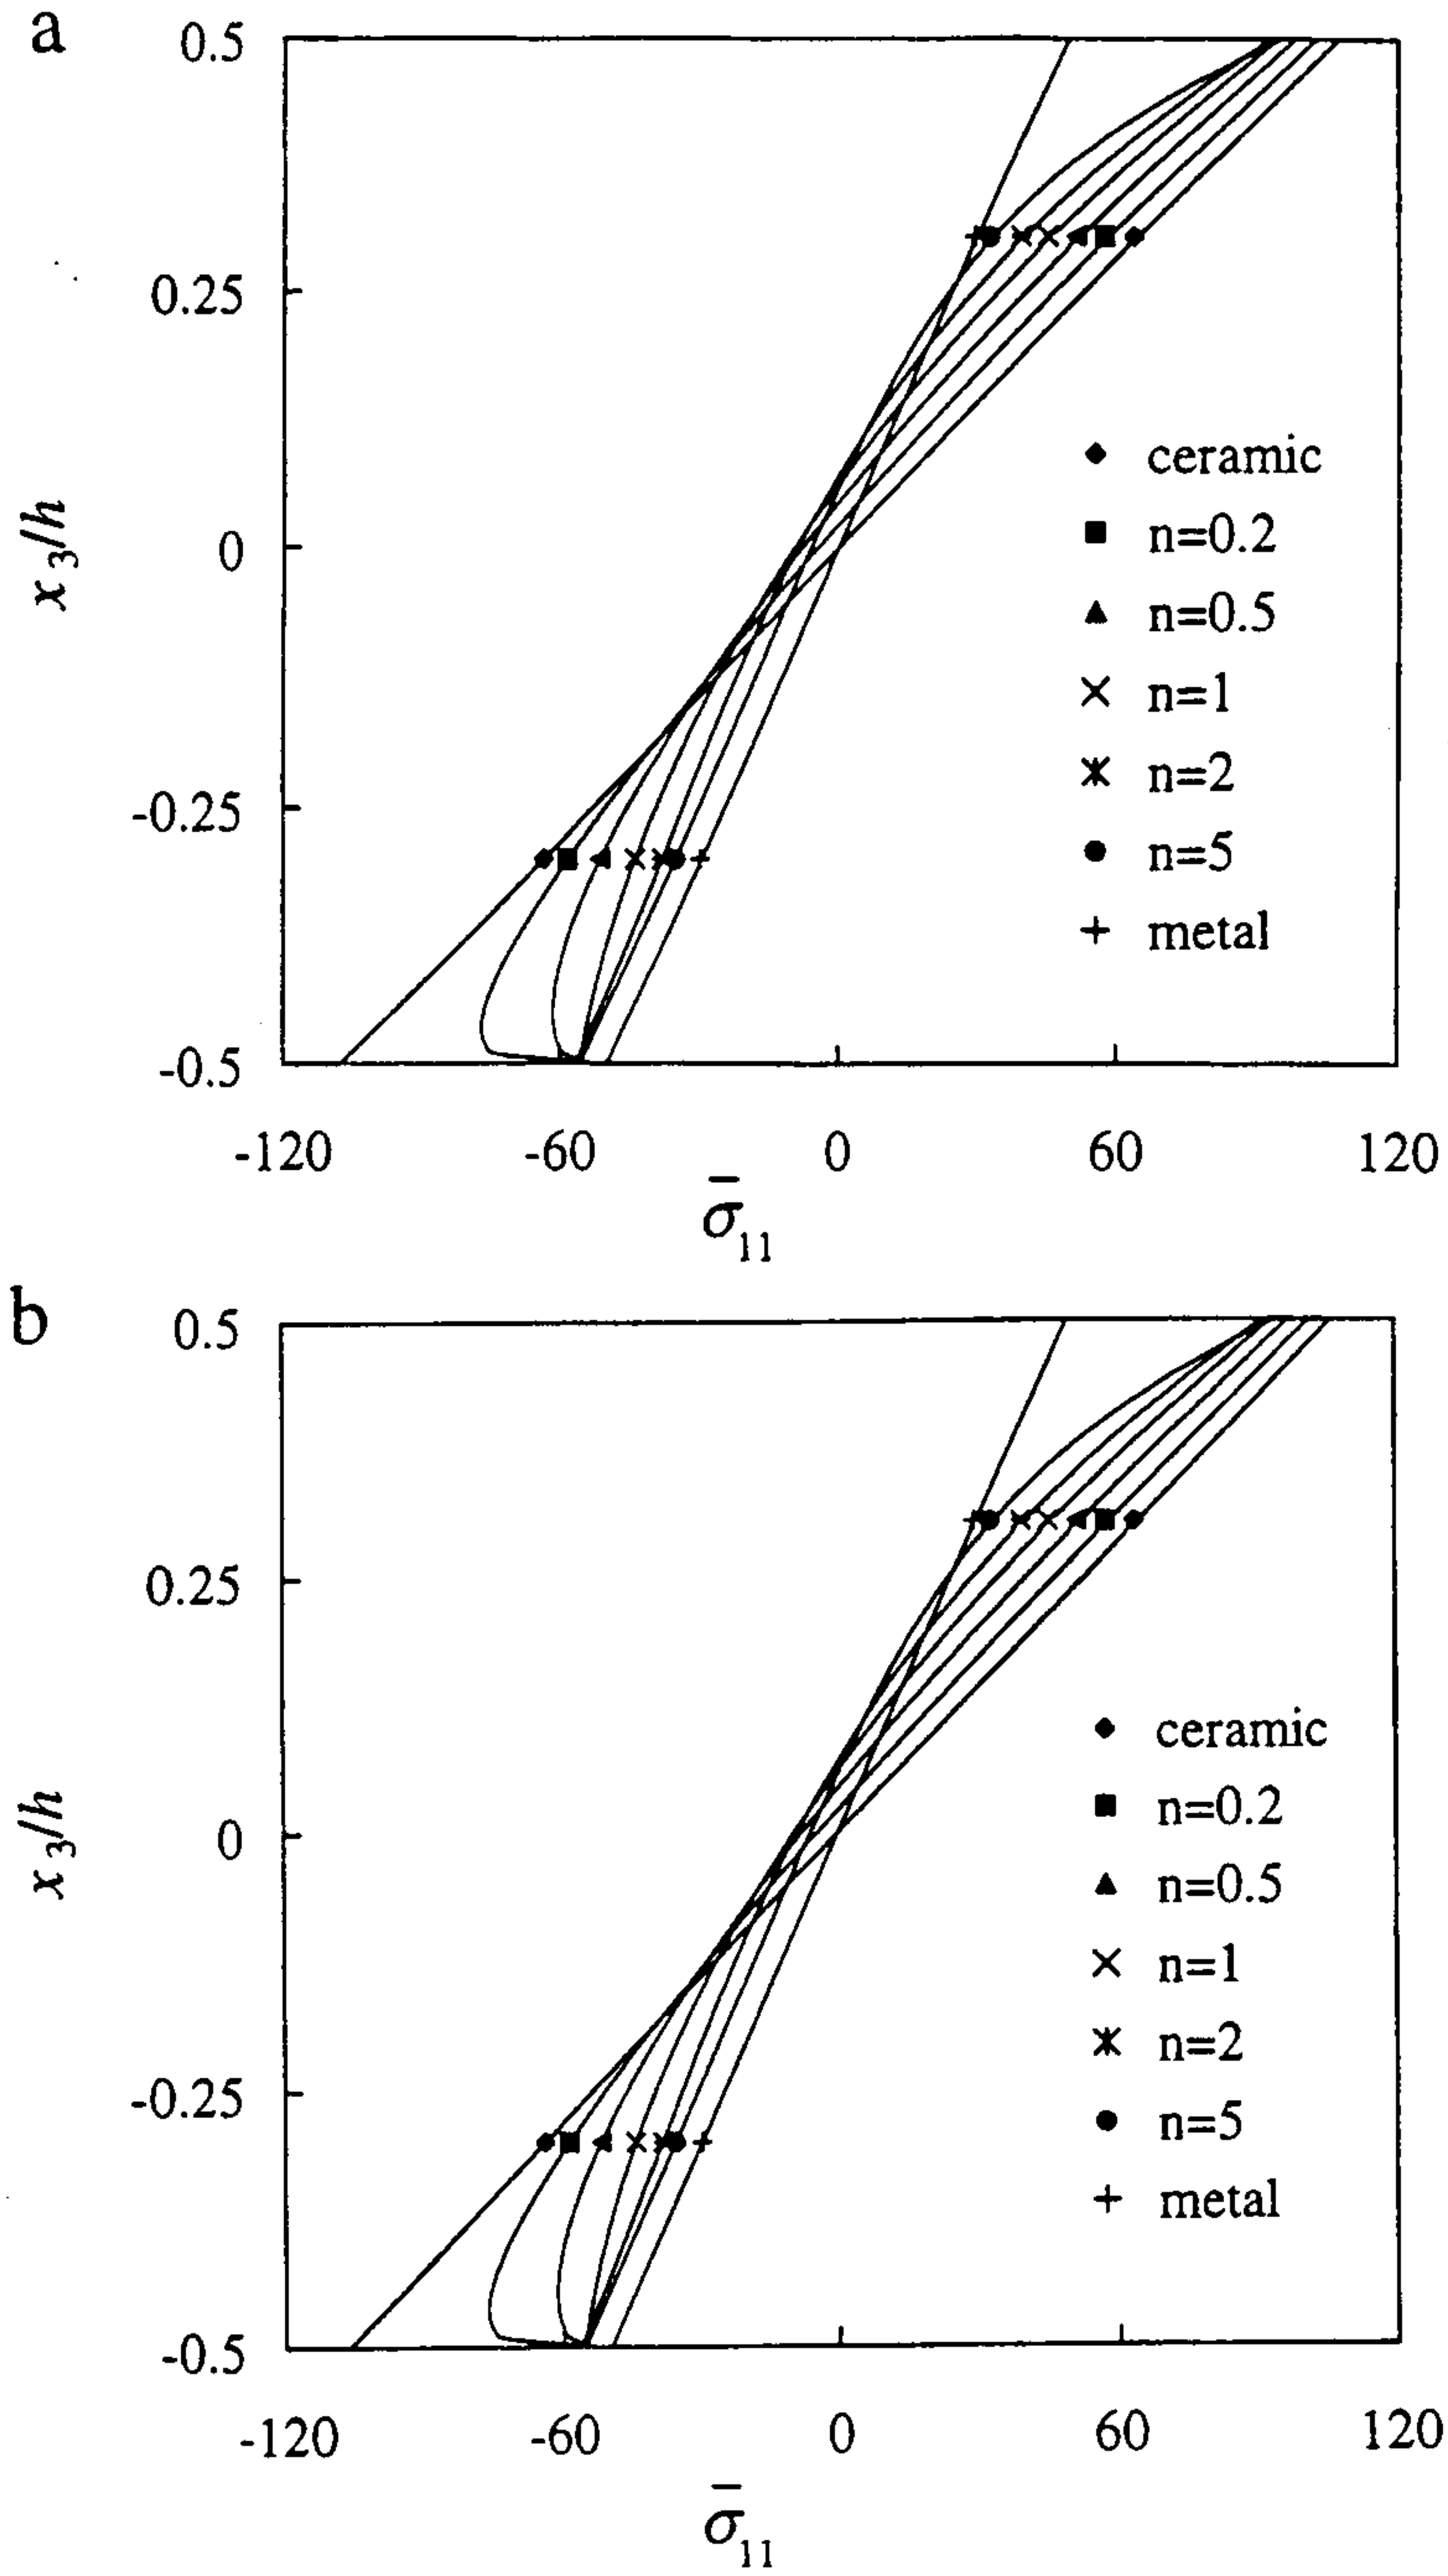 a
0.5
0.25
0
-0.25
-0.5
x₃/h
ceramic
n=0.2
n=0.5
n=1
n=2
n=5
metal
-120 -60 0 60 120
σ̄₁₁
b
0.5
0.25
0
-0.25
-0.5
x₃/h
ceramic
n=0.2
n=0.5
n=1
n=2
n=5
metal
-120 -60 0 60 120
σ̄₁₁